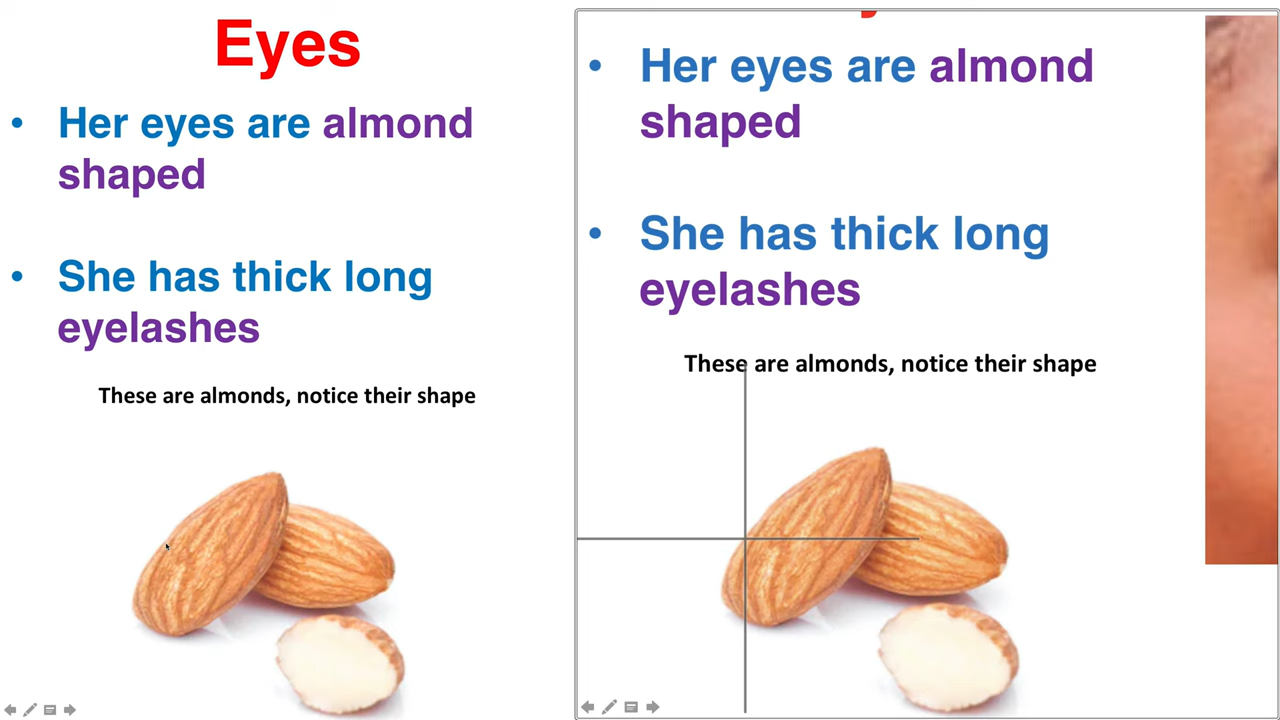 Eyes
• Her eyes are almond
shaped
• She has thick long
eyelashes
These are almonds, notice their shape
• Her eyes are almond
shaped
• She has thick long
eyelashes
These are almonds, notice their shape